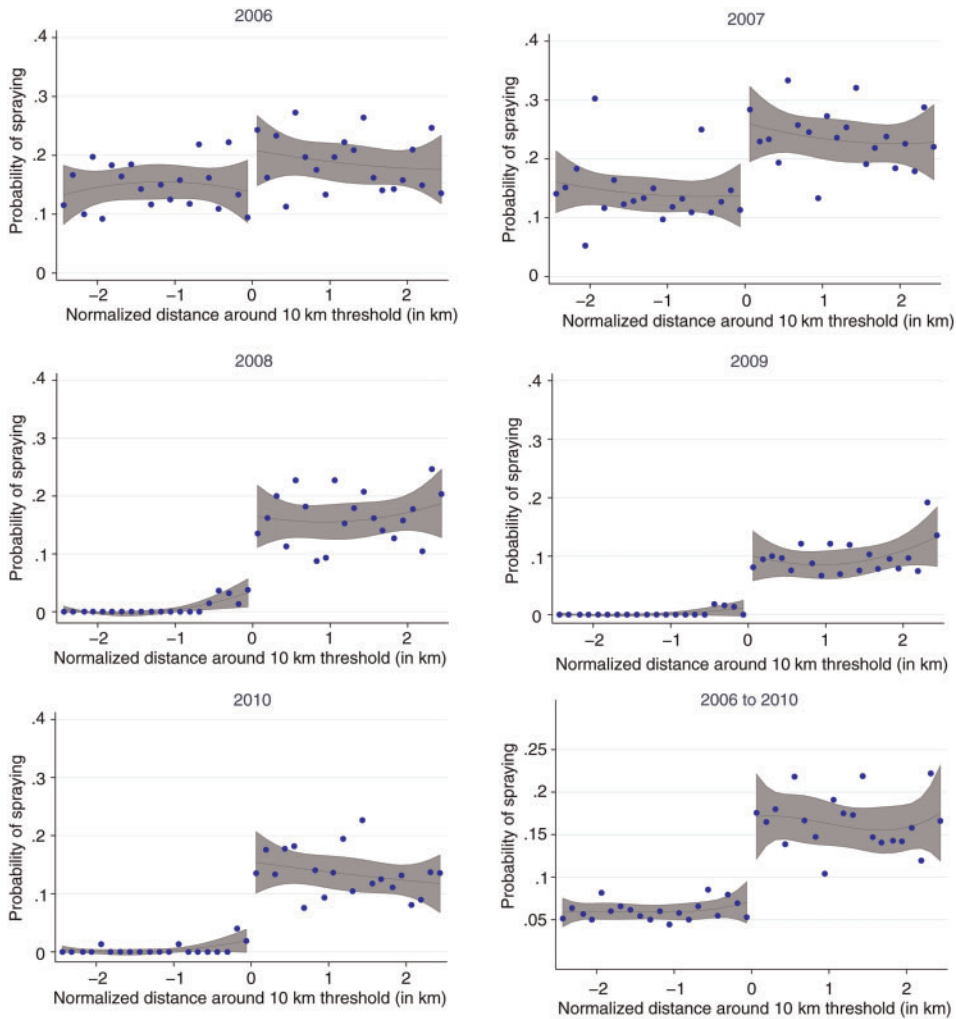 2006
.4
.3
.2
.1
0
Probability of spraying
−2 −1 0 1 2
Normalized distance around 10 km threshold (in km)
2007
.4
.3
.2
.1
0
Probability of spraying
−2 −1 0 1 2
Normalized distance around 10 km threshold (in km)
2008
.4
.3
.2
.1
0
Probability of spraying
−2 −1 0 1 2
Normalized distance around 10 km threshold (in km)
2009
.4
.3
.2
.1
0
Probability of spraying
−2 −1 0 1 2
Normalized distance around 10 km threshold (in km)
2010
.4
.3
.2
.1
0
Probability of spraying
−2 −1 0 1 2
Normalized distance around 10 km threshold (in km)
2006 to 2010
.25
.2
.15
.1
.05
Probability of spraying
−2 −1 0 1 2
Normalized distance around 10 km threshold (in km)